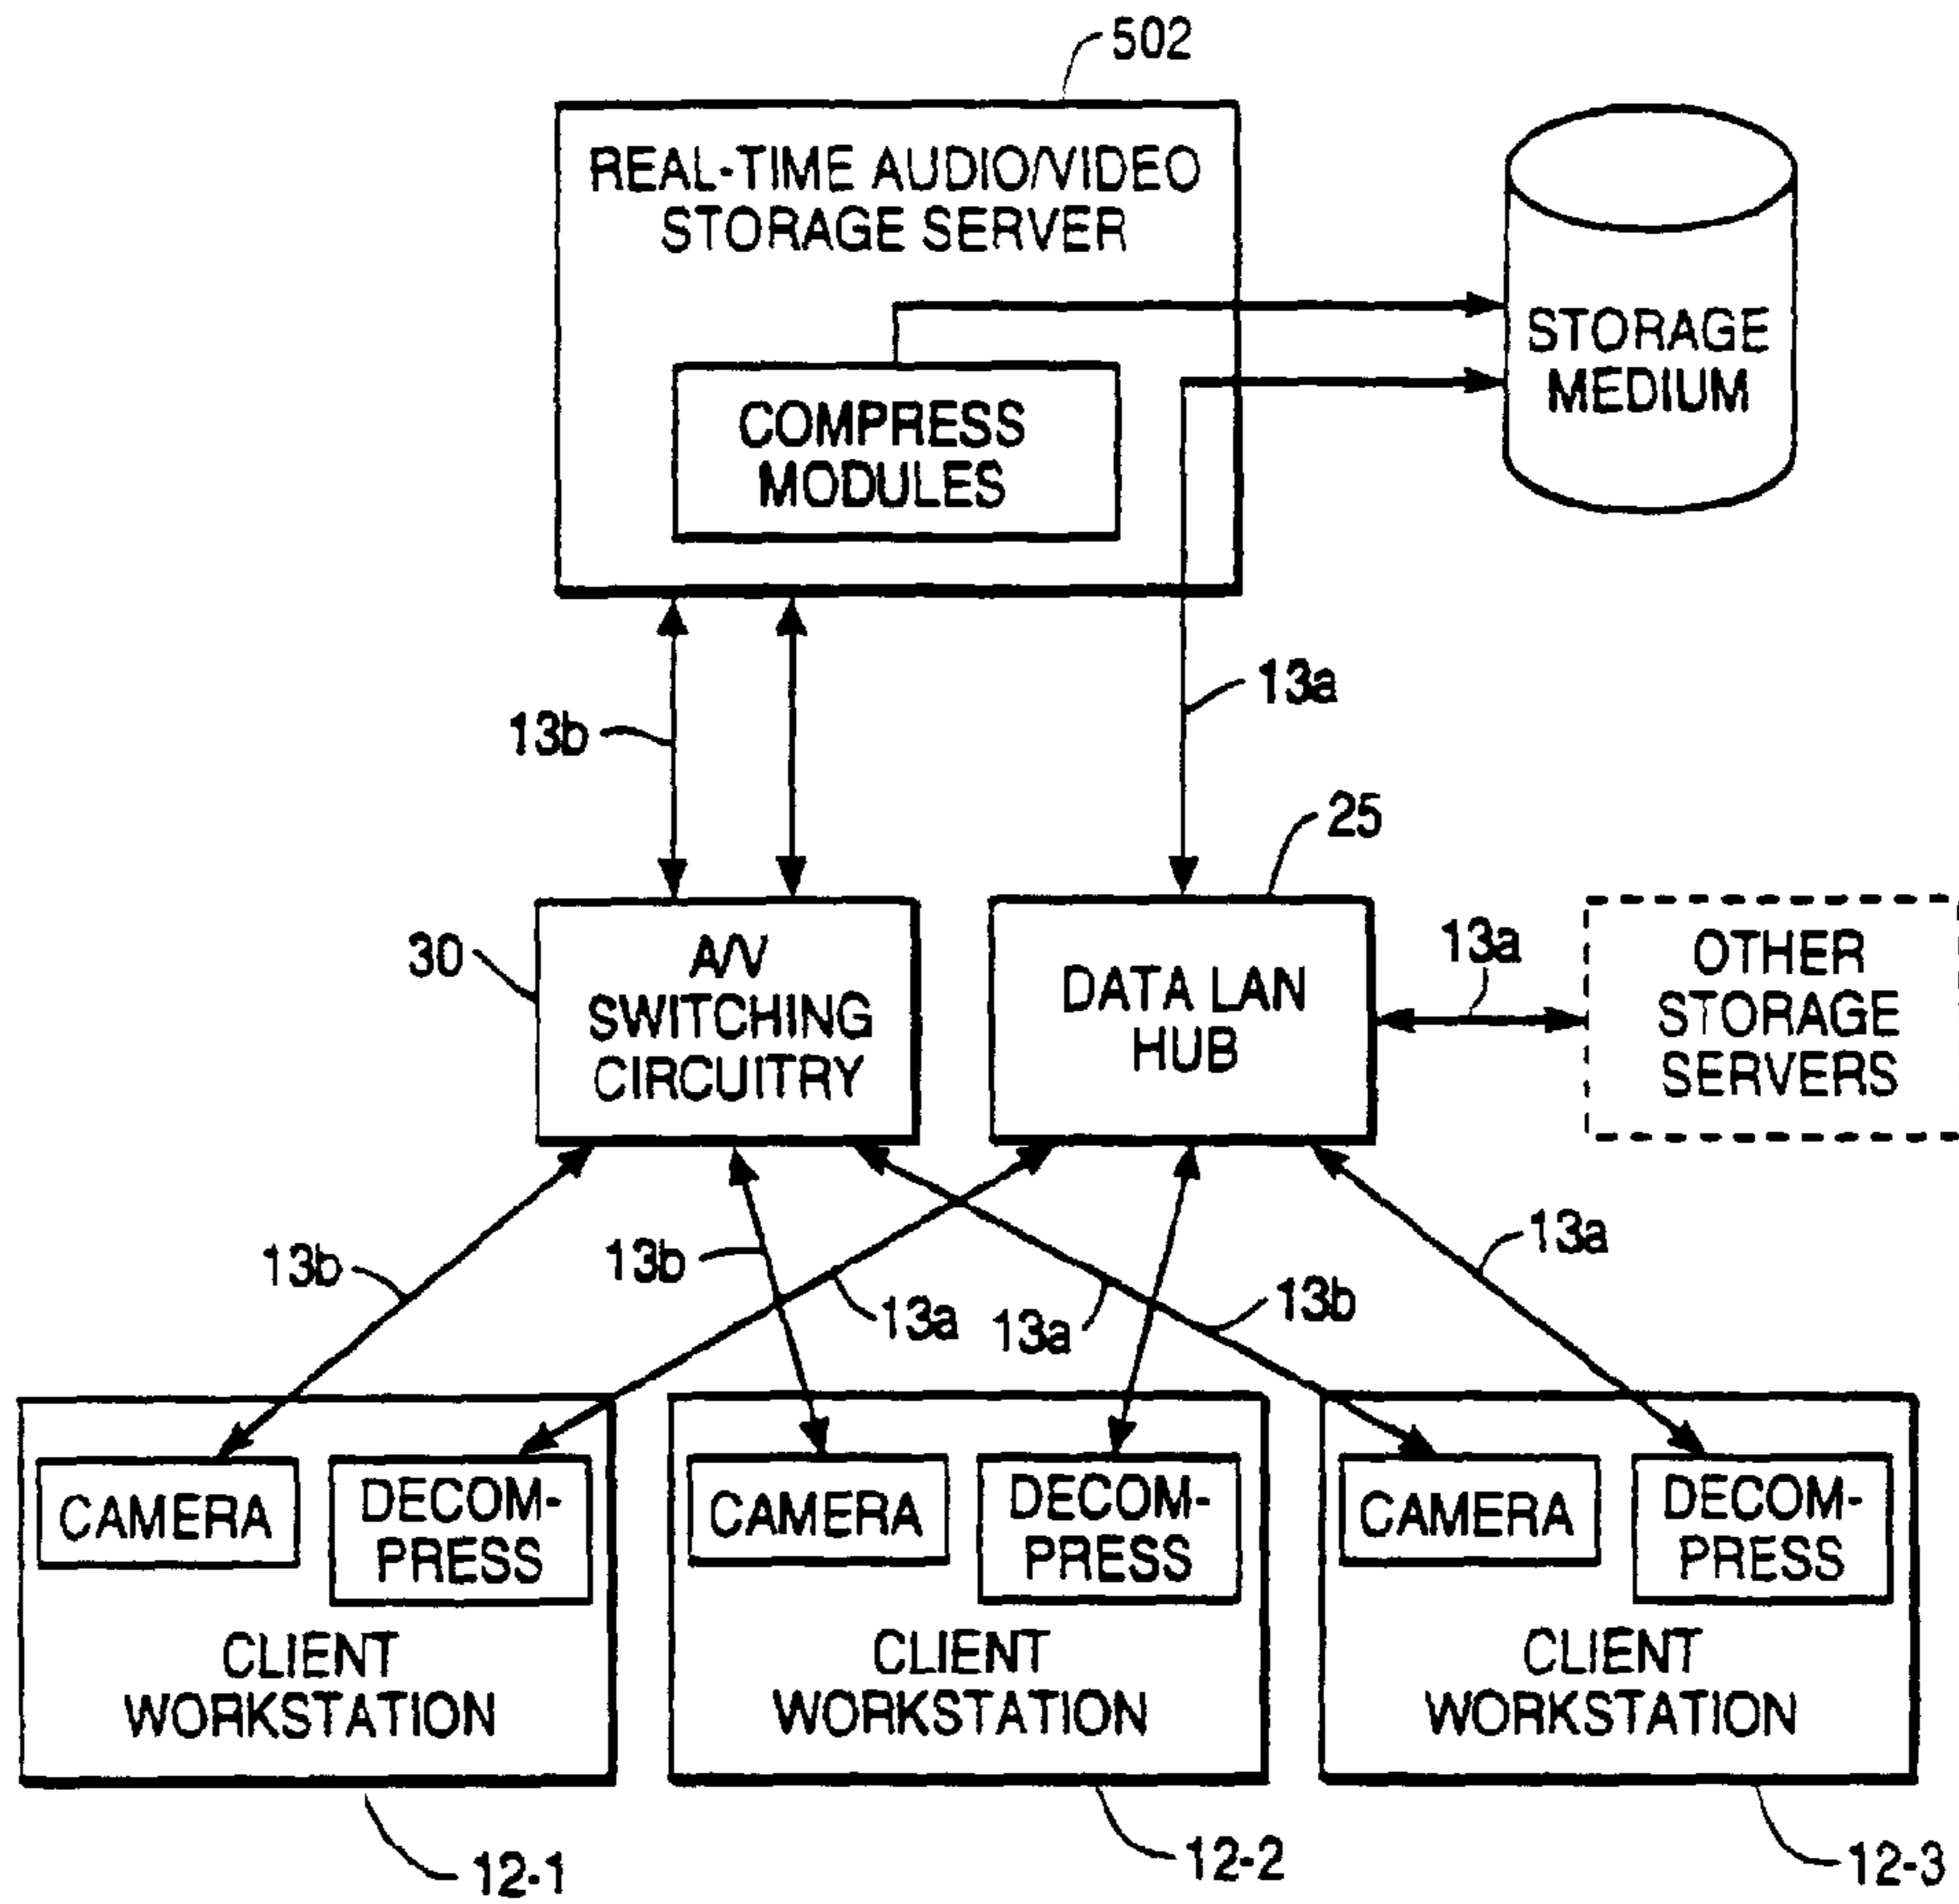 502
REAL-TIME AUDIO/VIDEO
STORAGE SERVER
STORAGE
MEDIUM
COMPRESS
MODULES
13a
13b
25
30
A/V
SWITCHING
CIRCUITRY
DATA LAN
HUB
13a
OTHER
STORAGE
SERVERS
13b
13b
13a
13a
13b
13a
CAMERA
DECOM-
PRESS
CLIENT
WORKSTATION
CAMERA
DECOM-
PRESS
CLIENT
WORKSTATION
CAMERA
DECOM-
PRESS
CLIENT
WORKSTATION
12-1
12-2
12-3